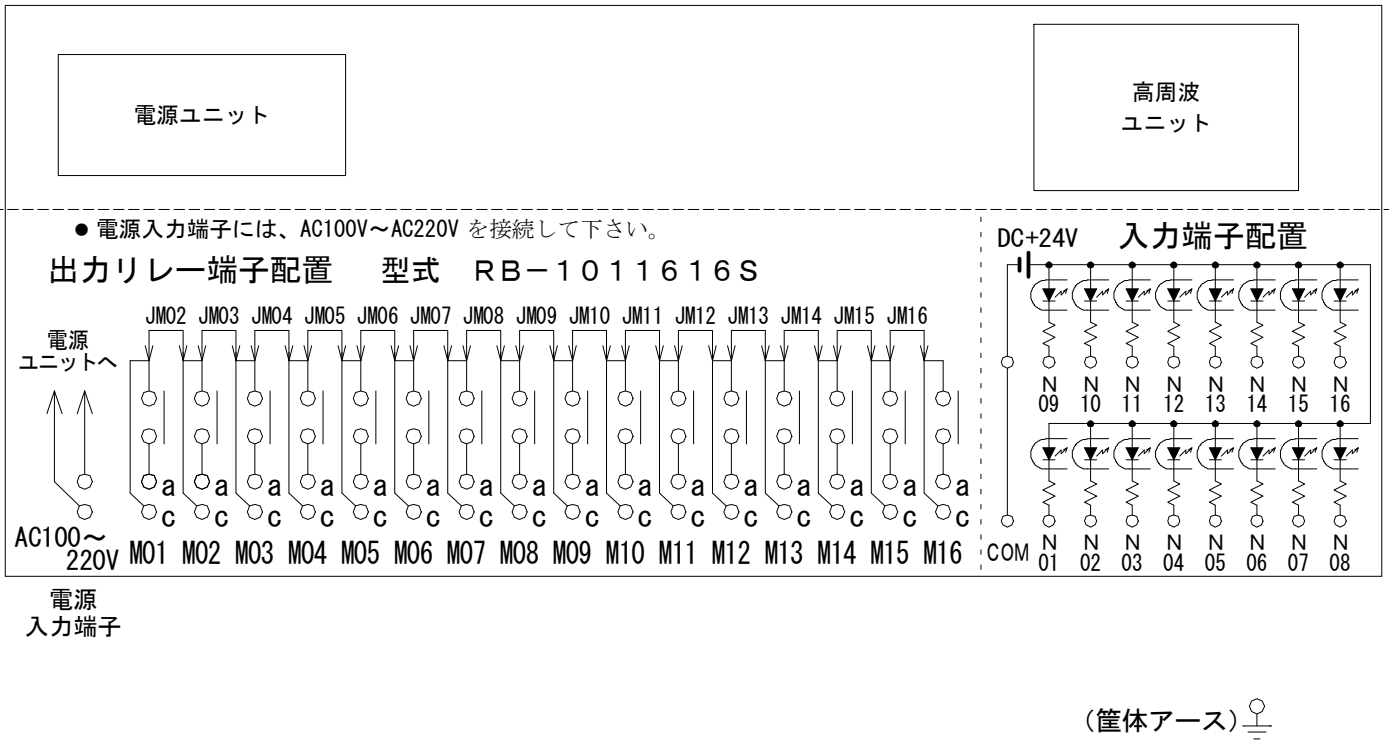 電源ユニット
高周波
ユニット
● 電源入力端子には、AC100V～AC220V を接続して下さい。
出力リレー端子配置 型式 RB－1011616S
JM02 JM03 JM04 JM05 JM06 JM07 JM08 JM09 JM10 JM11 JM12 JM13 JM14 JM15 JM16
電源
ユニットへ
a a a a a a a a a a a a a a a a
c c c c c c c c c c c c c c c c
AC100～
220V
M01 M02 M03 M04 M05 M06 M07 M08 M09 M10 M11 M12 M13 M14 M15 M16
電源
入力端子
DC+24V 入力端子配置
N N N N N N N N
09 10 11 12 13 14 15 16
COM N N N N N N N N
01 02 03 04 05 06 07 08
(筐体アース)